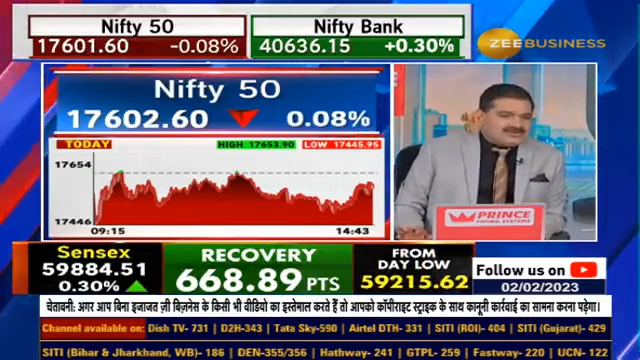 Nifty 50
17601.60 -0.08%
Nifty Bank
40636.15 +0.30%
ZEE BUSINESS
Nifty 50
17602.60 0.08%
TODAY
HIGH 17653.90 LOW 17445.95
17654
17446
09:15 14:43
PRINCE
PIPING SYSTEMS
Sensex
59884.51
0.30%
RECOVERY
668.89 PTS
FROM
DAY LOW
59215.62
Follow us on
02/02/2023
चेतावनी: अगर आप बिना इजाजत ज़ी बिज़नेस के किसी भी वीडियो का इस्तेमाल करते हैं तो आपको कॉपीराइट स्ट्राइक के साथ कानूनी कार्रवाई का सामना करना पड़ेगा।
Channel available on: Dish TV- 731 | D2H-343 | Tata Sky-590 | Airtel DTH- 331 | SITI (ROI)- 404 | SITI (Gujarat)- 429
SITI (Bihar & Jharkhand, WB)- 186 | DEN-355/356 | Hathway- 241 | GTPL- 259 | Fastway- 220 | UCN- 122